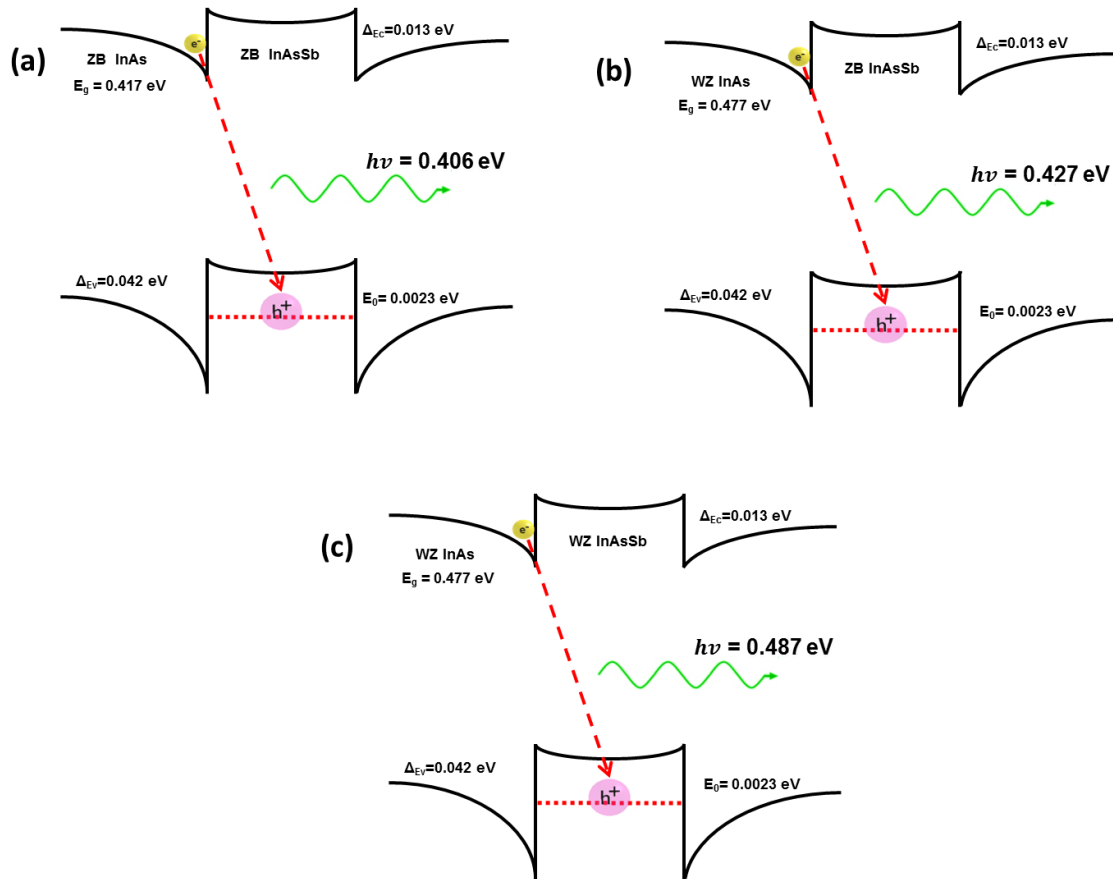 (a)
ZB InAs
E_g = 0.417 eV
e⁻
ZB InAsSb
Δ_Ec=0.013 eV
hν = 0.406 eV
Δ_Ev=0.042 eV
h⁺
E₀= 0.0023 eV
(b)
WZ InAs
E_g = 0.477 eV
e⁻
ZB InAsSb
Δ_Ec=0.013 eV
hν = 0.427 eV
Δ_Ev=0.042 eV
h⁺
E₀= 0.0023 eV
(c)
WZ InAs
E_g = 0.477 eV
e⁻
WZ InAsSb
Δ_Ec=0.013 eV
hν = 0.487 eV
Δ_Ev=0.042 eV
h⁺
E₀= 0.0023 eV